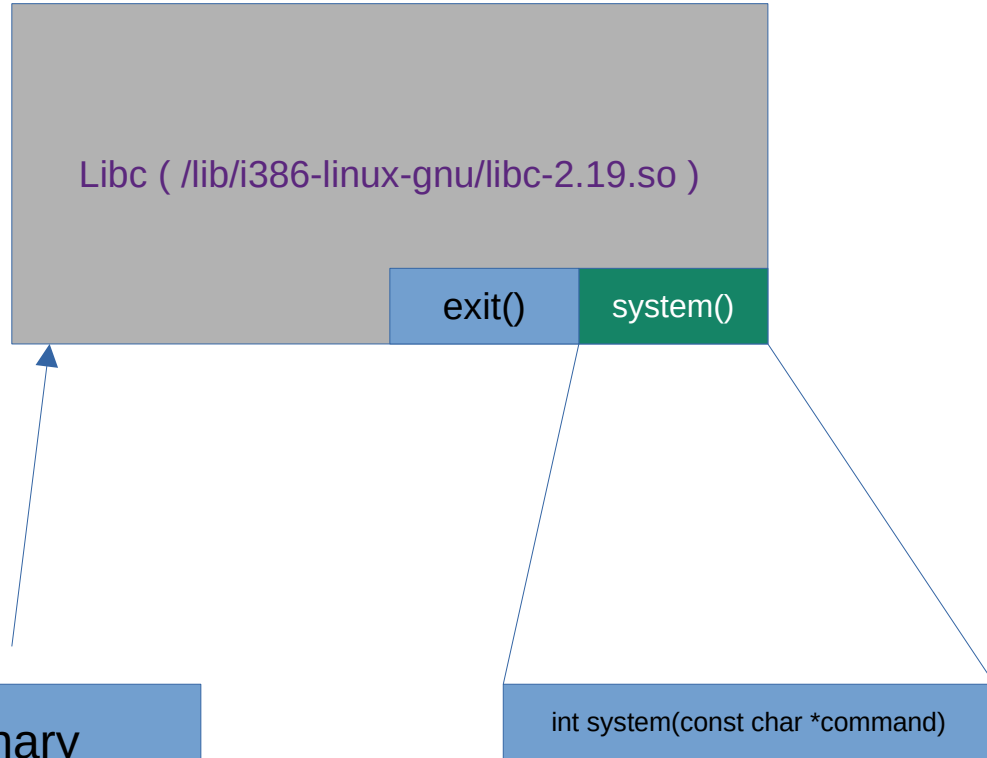 Libc ( /lib/i386-linux-gnu/libc-2.19.so )
exit()
system()
int system(const char *command)